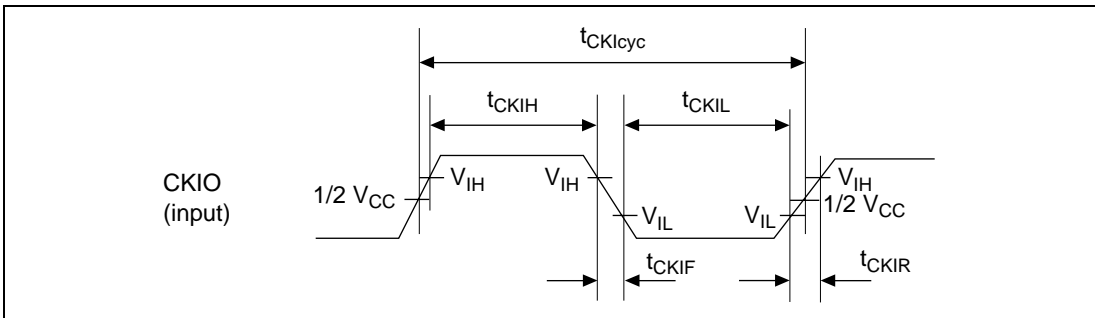 tCKIcyc
tCKIH
tCKIL
CKIO
(input)
1/2 VCC
VIH
VIH
VIL
VIL
VIH
1/2 VCC
tCKIF
tCKIR